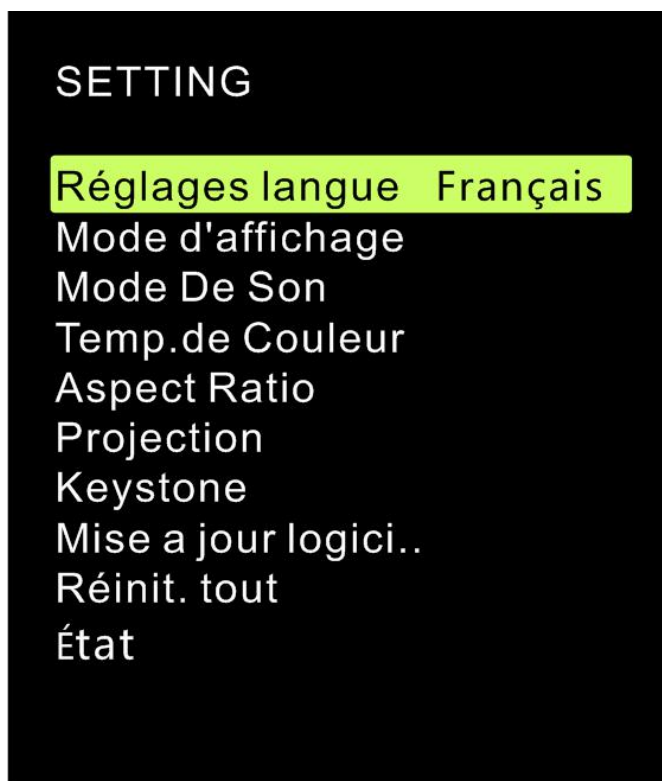 SETTING
Réglages langue Français
Mode d'affichage
Mode De Son
Temp.de Couleur
Aspect Ratio
Projection
Keystone
Mise a jour logici..
Réinit. tout
État